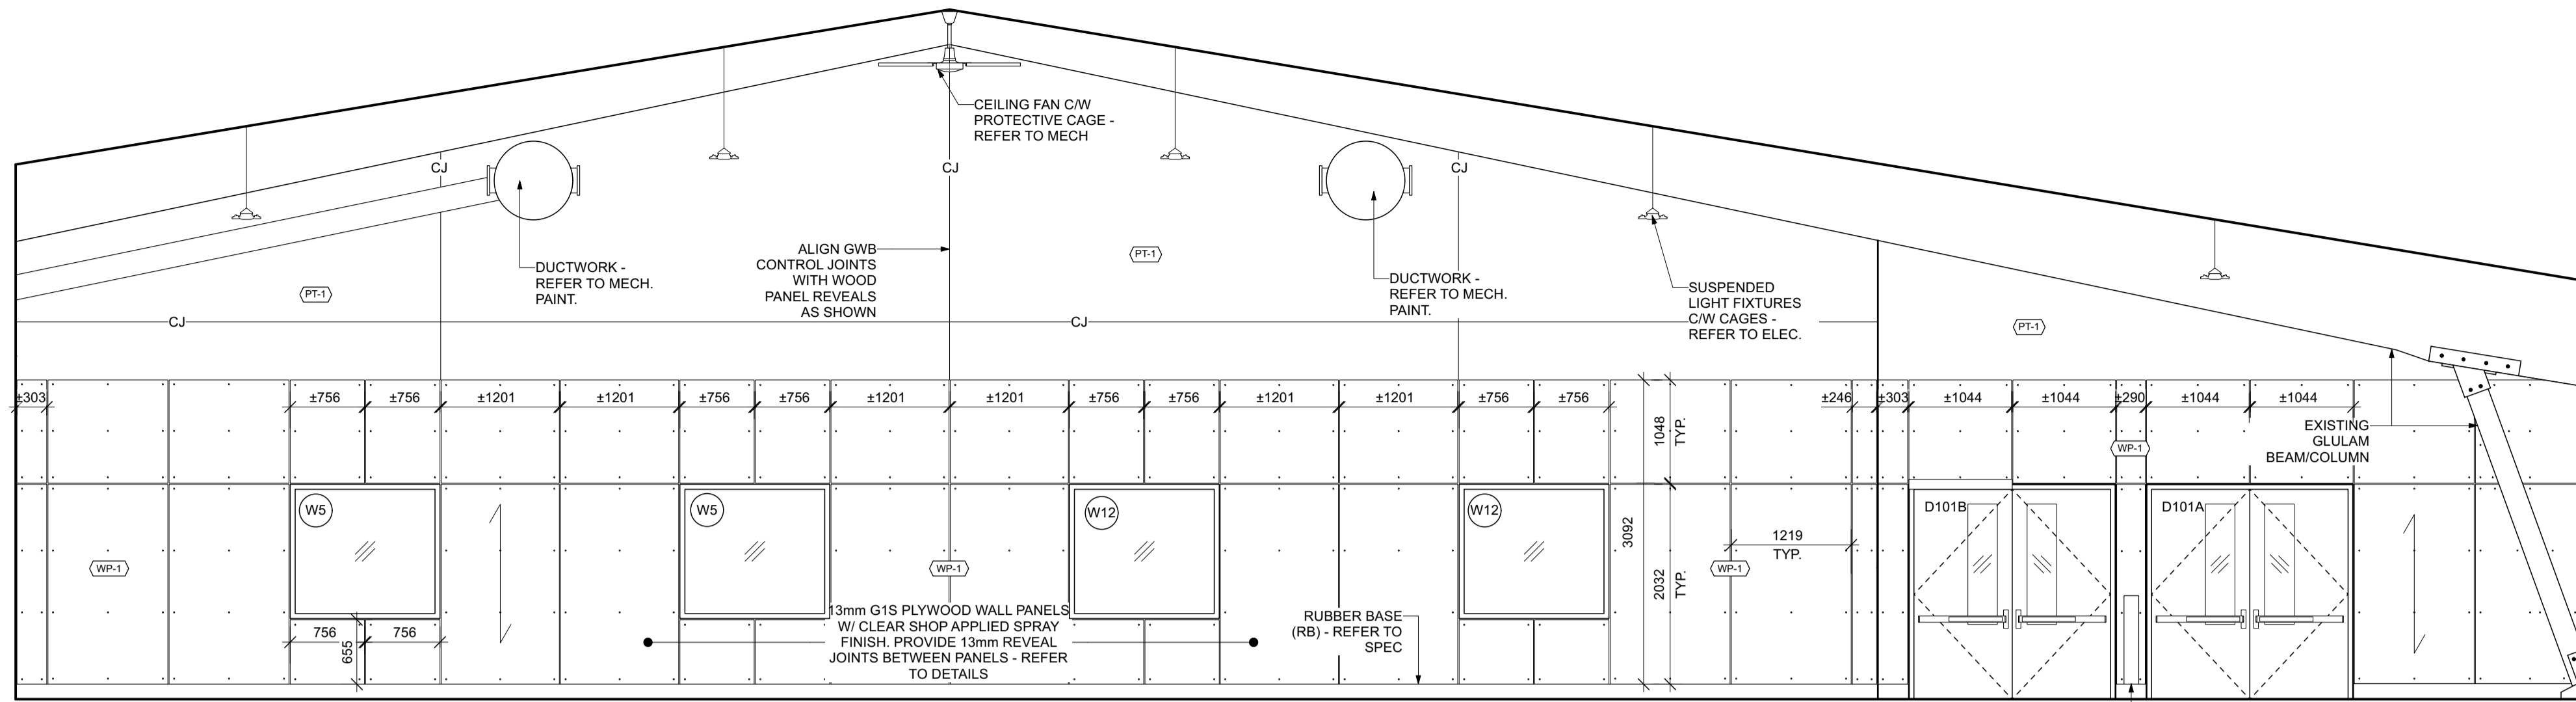 CEILING FAN C/W
PROTECTIVE CAGE -
REFER TO MECH
CJ
CJ
CJ
ALIGN GWB
CONTROL JOINTS
WITH WOOD
PANEL REVEALS
AS SHOWN
PT-1
DUCTWORK -
REFER TO MECH.
PAINT.
DUCTWORK -
REFER TO MECH.
PAINT.
SUSPENDED
LIGHT FIXTURES
C/W CAGES -
REFER TO ELEC.
PT-1
PT-1
CJ
CJ
±303
±756
±756
±1201
±1201
±756
±756
±1201
±1201
±756
±756
±1201
±1201
±756
±756
±246
±303
±1044
±1044
±290
±1044
±1044
1048
TYP.
EXISTING
GLULAM
BEAM/COLUMN
WP-1
W5
W5
W12
W12
D101B
D101A
3092
1219
TYP.
WP-1
WP-1
WP-1
2032
TYP.
13mm G1S PLYWOOD WALL PANELS
W/ CLEAR SHOP APPLIED SPRAY
FINISH. PROVIDE 13mm REVEAL
JOINTS BETWEEN PANELS - REFER
TO DETAILS
RUBBER BASE
(RB) - REFER TO
SPEC
756
756
655